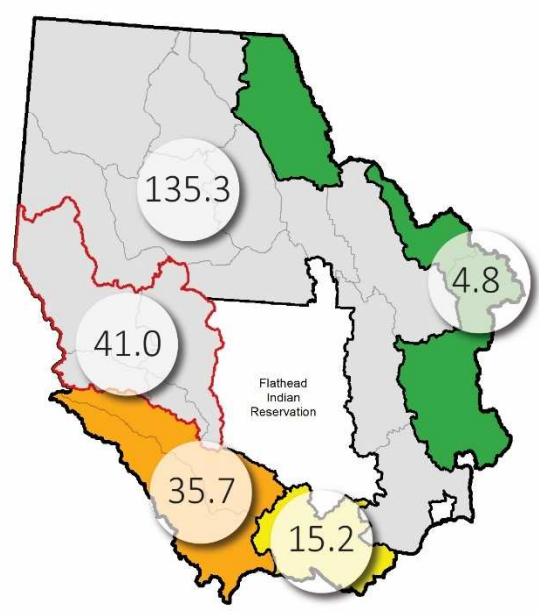 135.3
4.8
41.0
Flathead
Indian
Reservation
35.7
15.2